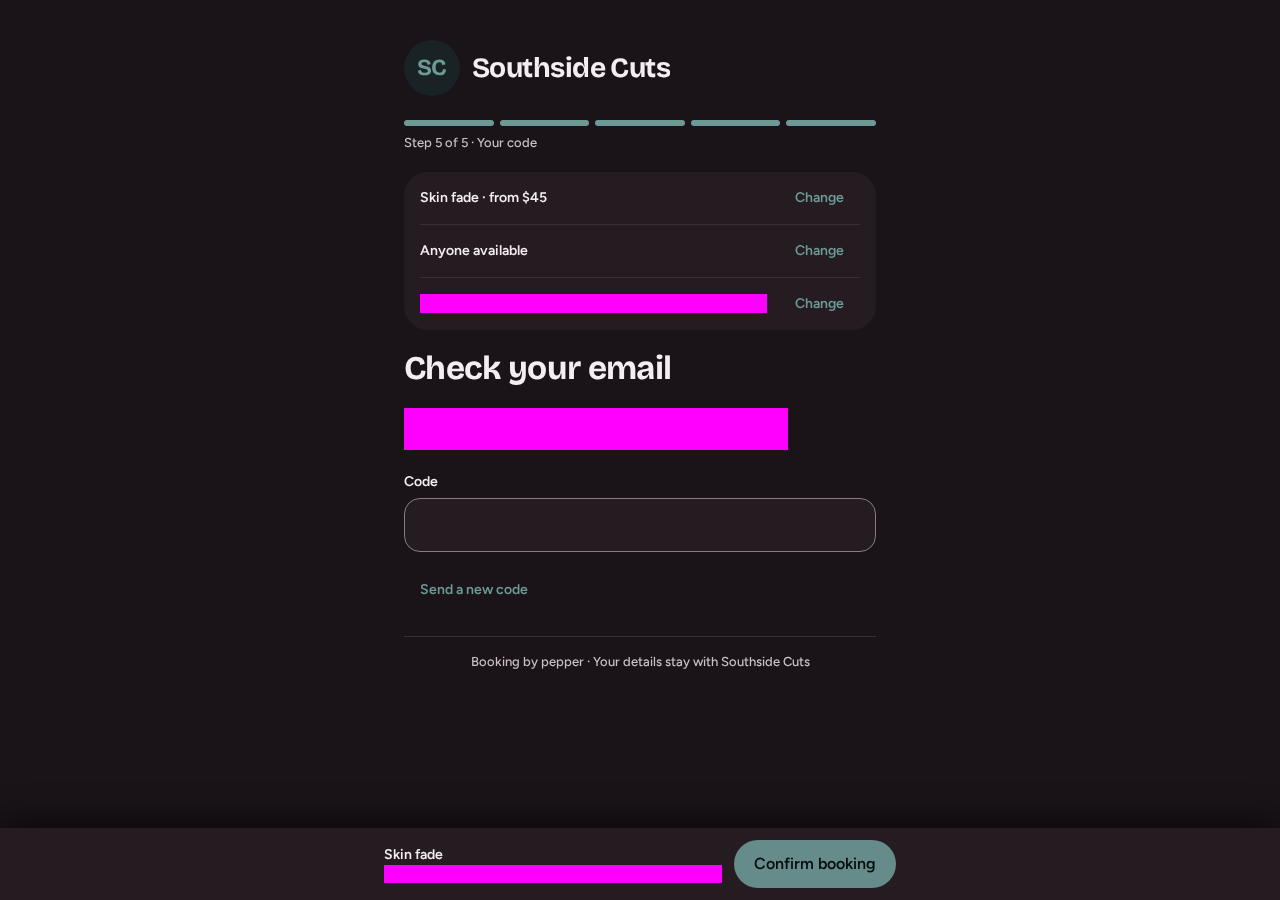 SC
Southside Cuts
Step 5 of 5 · Your code
Skin fade · from $45
Change
Anyone available
Change
Change
Check your email
Code
Send a new code
Booking by pepper · Your details stay with Southside Cuts
Skin fade
Confirm booking